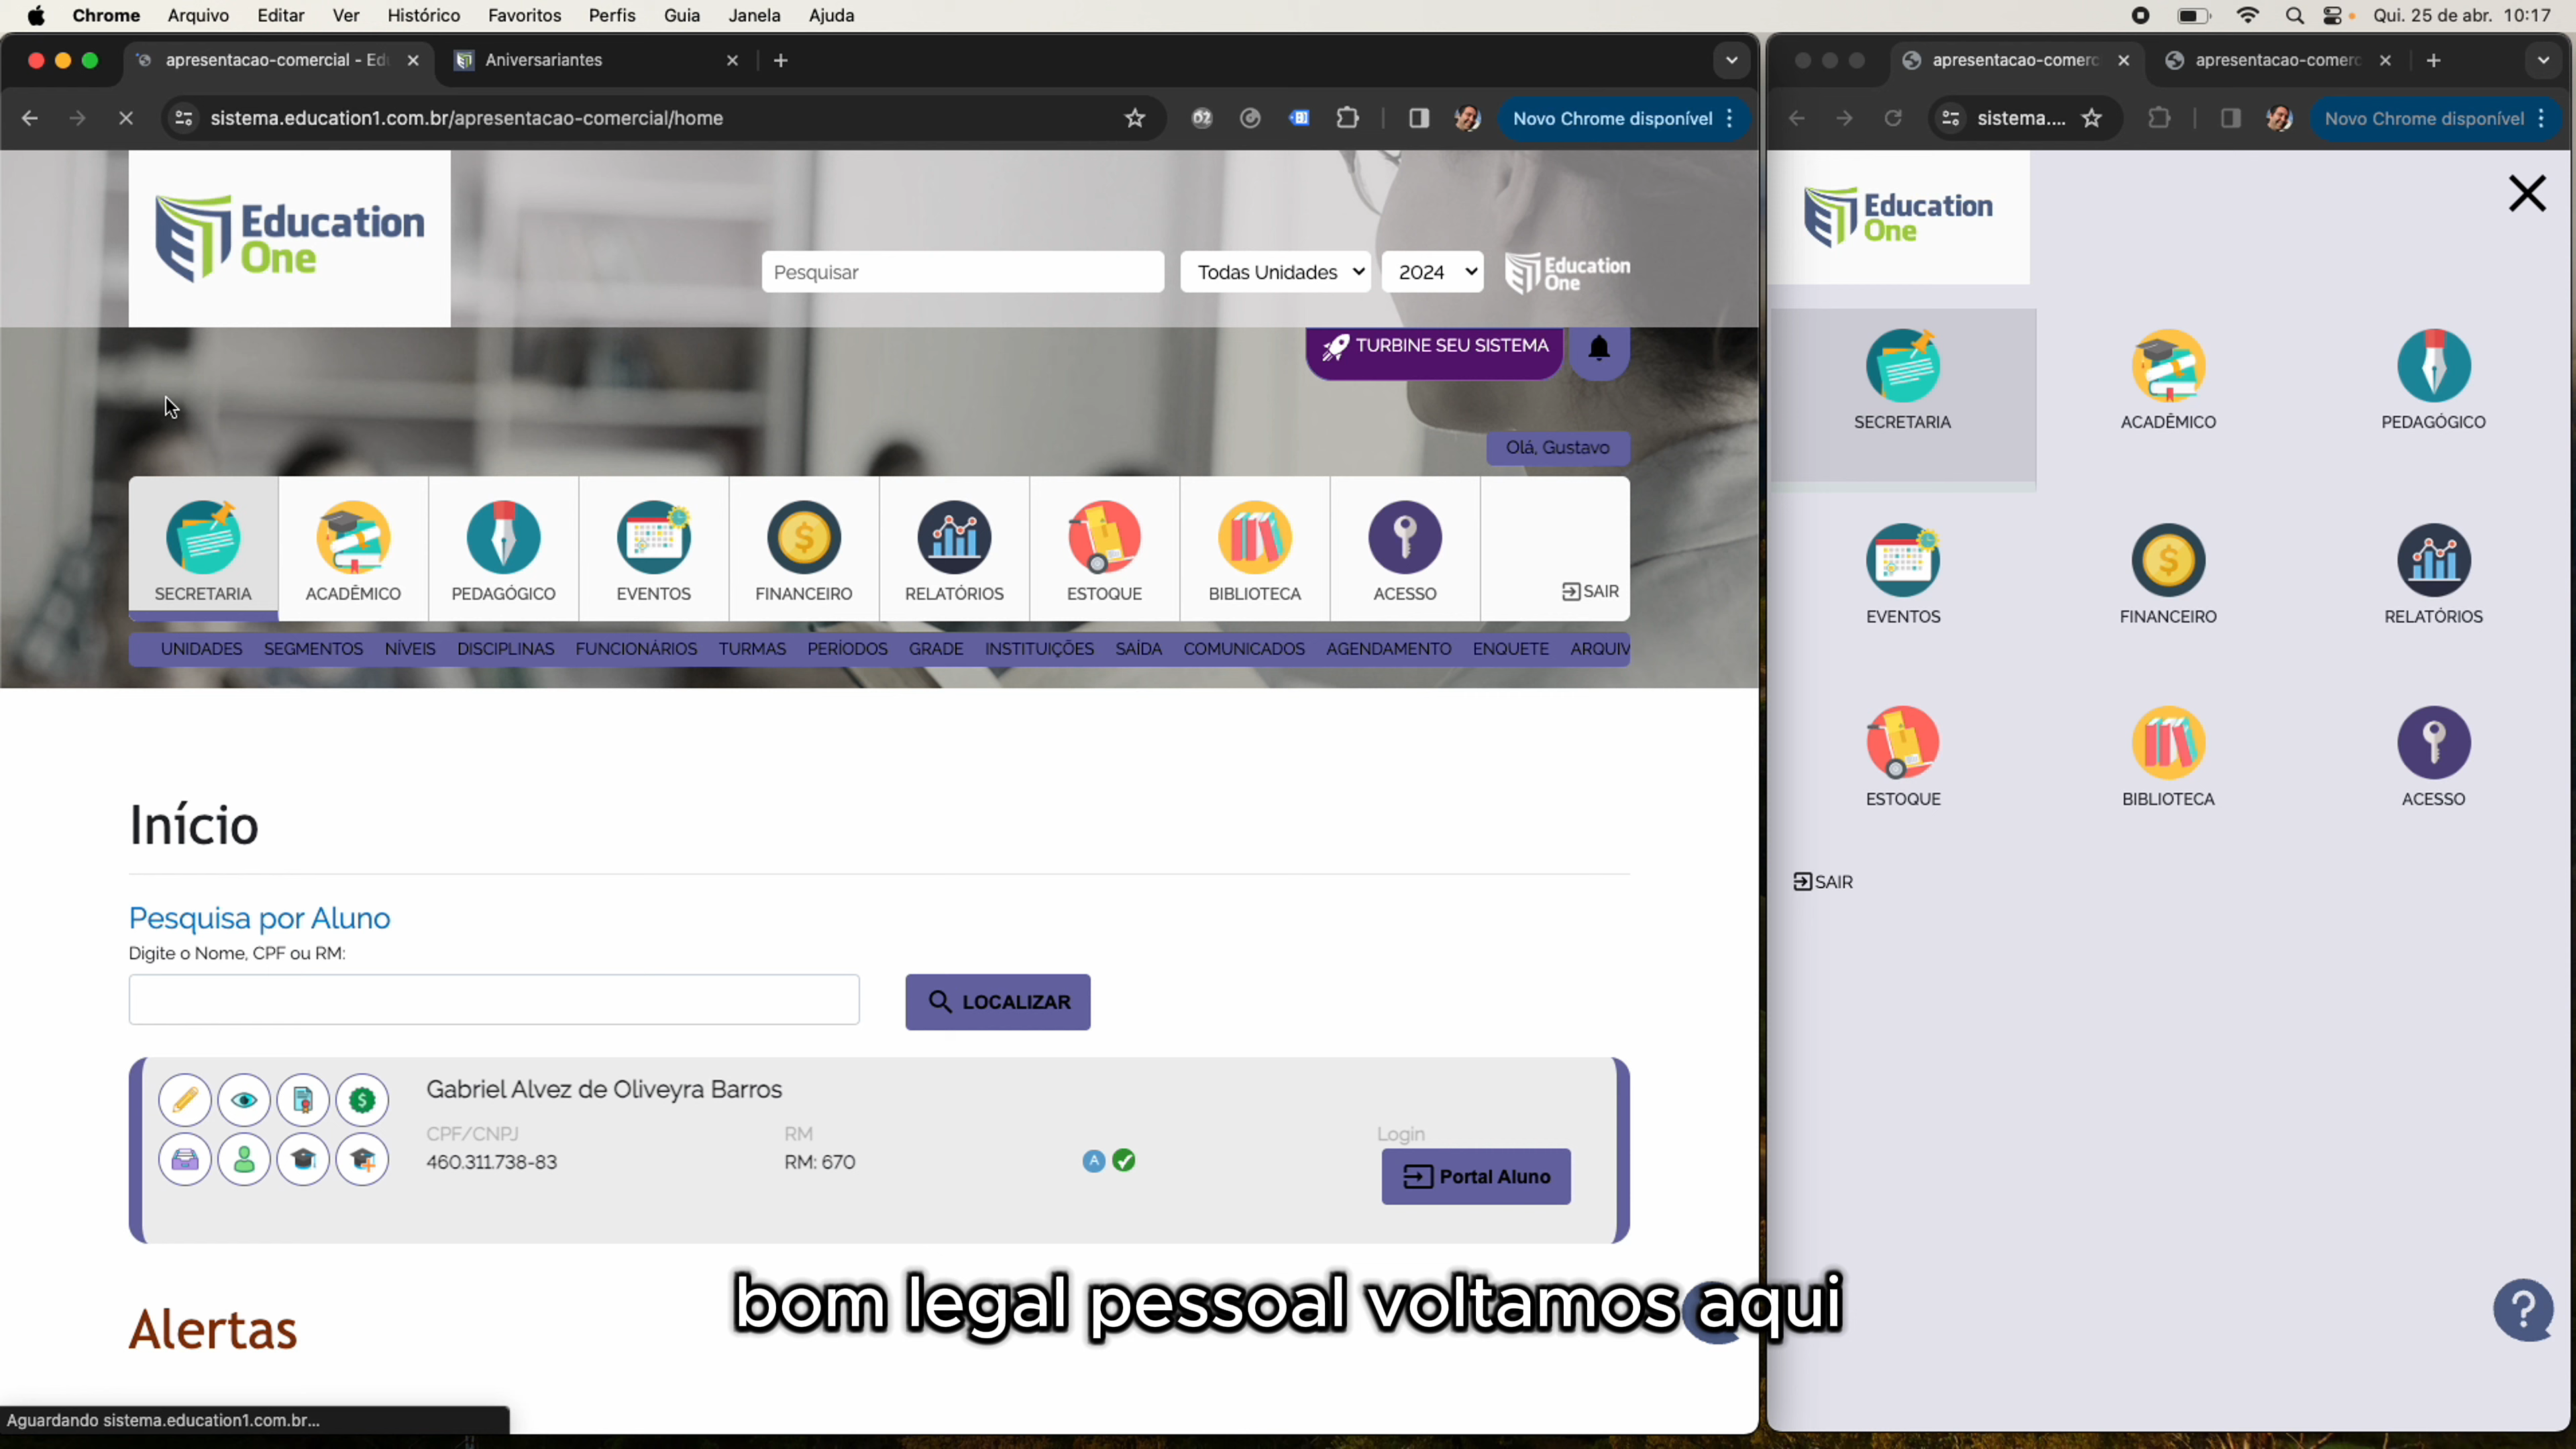 Chrome Arquivo Editar Ver Histórico Favoritos Perfis Guia Janela Ajuda Qui. 25 de abr. 10:17
apresentacao-comercial - Edu Aniversariantes
sistema.education1.com.br/apresentacao-comercial/home Novo Chrome disponível
Education
One
Pesquisar Todas Unidades 2024 Education
One
TURBINE SEU SISTEMA
Olá, Gustavo
SECRETARIA ACADÊMICO PEDAGÓGICO EVENTOS FINANCEIRO RELATÓRIOS ESTOQUE BIBLIOTECA ACESSO SAIR
UNIDADES SEGMENTOS NÍVEIS DISCIPLINAS FUNCIONÁRIOS TURMAS PERÍODOS GRADE INSTITUIÇÕES SAÍDA COMUNICADOS AGENDAMENTO ENQUETE ARQUIV
Início
Pesquisa por Aluno
Digite o Nome, CPF ou RM:
LOCALIZAR
Gabriel Alvez de Oliveyra Barros
CPF/CNPJ RM Login
460.311.738-83 RM: 670 A Portal Aluno
Alertas
Aguardando sistema.education1.com.br...
apresentacao-comerc apresentacao-comerc
sistema.... Novo Chrome disponível
Education
One
SECRETARIA ACADÊMICO PEDAGÓGICO
EVENTOS FINANCEIRO RELATÓRIOS
ESTOQUE BIBLIOTECA ACESSO
SAIR
?
bom legal pessoal voltamos aqui